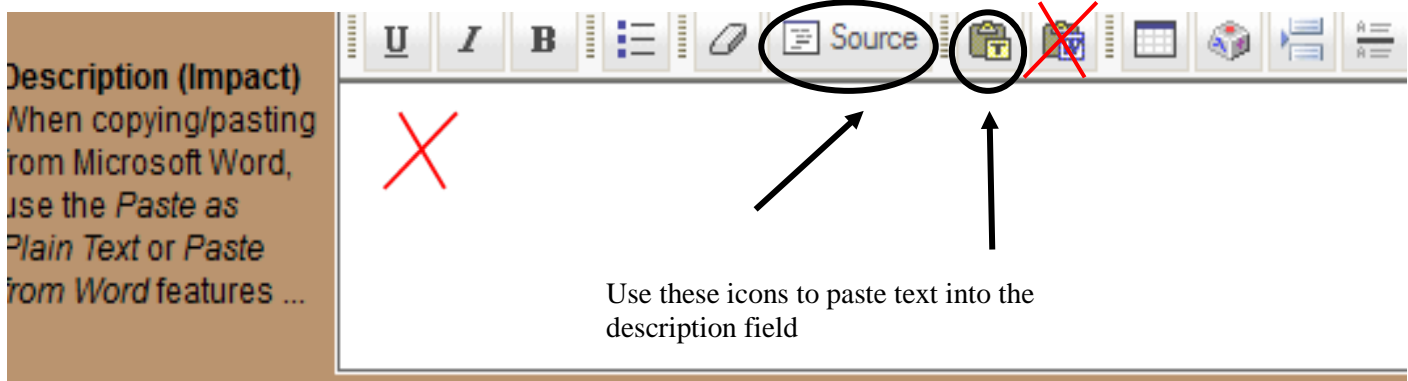 U I B Source T W
Description (Impact)
When copying/pasting
from Microsoft Word,
use the Paste as
Plain Text or Paste
from Word features ...
Use these icons to paste text into the
description field